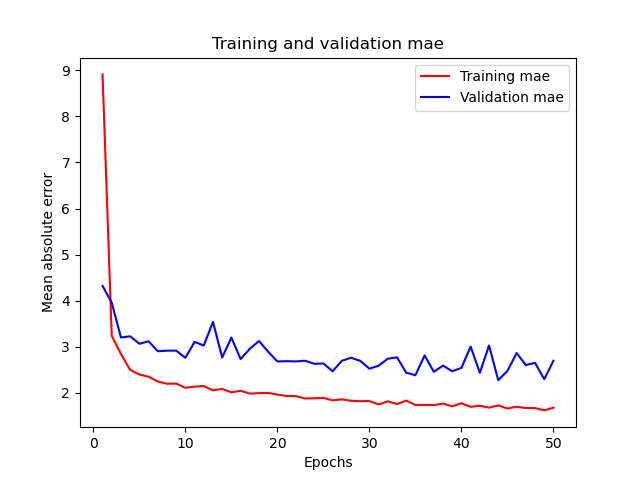 Training and validation mae
Training mae
Validation mae
Mean absolute error
9
8
7
6
5
4
3
2
0
10
20
30
40
50
Epochs